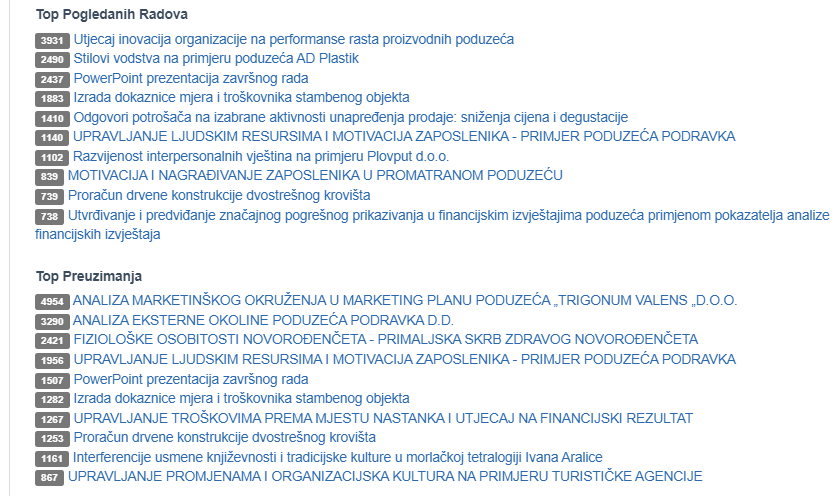 Top Pogledanih Radova
3931 Utjecaj inovacija organizacije na performanse rasta proizvodnih poduzeća
2490 Stilovi vodstva na primjeru poduzeća AD Plastik
2437 PowerPoint prezentacija završnog rada
1883 Izrada dokaznice mjera i troškovnika stambenog objekta
1410 Odgovori potrošača na izabrane aktivnosti unapređenja prodaje: sniženja cijena i degustacije
1140 UPRAVLJANJE LJUDSKIM RESURSIMA I MOTIVACIJA ZAPOSLENIKA - PRIMJER PODUZEĆA PODRAVKA
1102 Razvijenost interpersonalnih vještina na primjeru Plovput d.o.o.
839 MOTIVACIJA I NAGRAĐIVANJE ZAPOSLENIKA U PROMATRANOM PODUZEĆU
739 Proračun drvene konstrukcije dvostrešnog krovišta
738 Utvrđivanje i predviđanje značajnog pogrešnog prikazivanja u financijskim izvještajima poduzeća primjenom pokazatelja analize
financijskih izvještaja
Top Preuzimanja
4954 ANALIZA MARKETINŠKOG OKRUŽENJA U MARKETING PLANU PODUZEĆA „TRIGONUM VALENS „D.O.O.
3290 ANALIZA EKSTERNE OKOLINE PODUZEĆA PODRAVKA D.D.
2421 FIZIOLOŠKE OSOBITOSTI NOVOROĐENČETA - PRIMALJSKA SKRB ZDRAVOG NOVOROĐENČETA
1956 UPRAVLJANJE LJUDSKIM RESURSIMA I MOTIVACIJA ZAPOSLENIKA - PRIMJER PODUZEĆA PODRAVKA
1507 PowerPoint prezentacija završnog rada
1282 Izrada dokaznice mjera i troškovnika stambenog objekta
1267 UPRAVLJANJE TROŠKOVIMA PREMA MJESTU NASTANKA I UTJECAJ NA FINANCIJSKI REZULTAT
1253 Proračun drvene konstrukcije dvostrešnog krovišta
1161 Interferencije usmene književnosti i tradicijske kulture u morlačkoj tetralogiji Ivana Aralice
867 UPRAVLJANJE PROMJENAMA I ORGANIZACIJSKA KULTURA NA PRIMJERU TURISTIČKE AGENCIJE